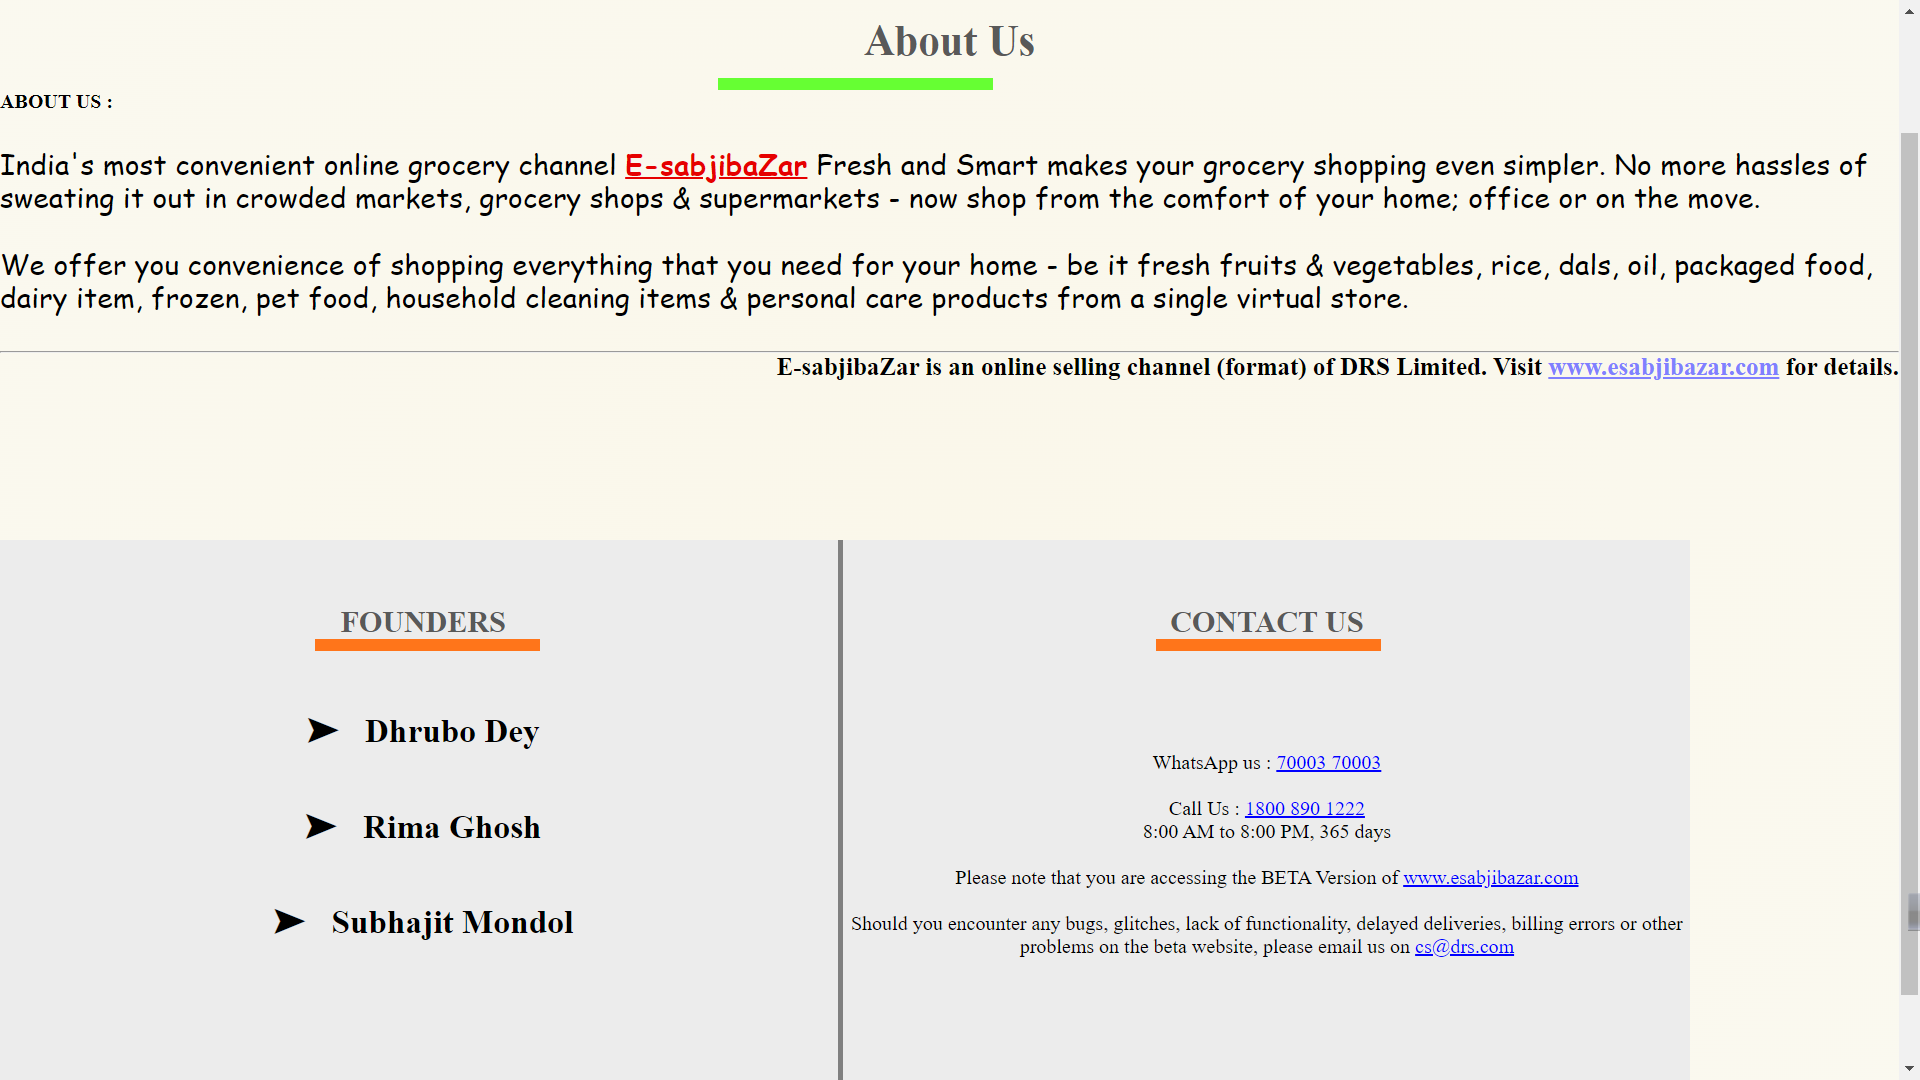 About Us
ABOUT US :
India's most convenient online grocery channel E-sabjibaZar Fresh and Smart makes your grocery shopping even simpler. No more hassles of
sweating it out in crowded markets, grocery shops & supermarkets - now shop from the comfort of your home; office or on the move.
We offer you convenience of shopping everything that you need for your home - be it fresh fruits & vegetables, rice, dals, oil, packaged food,
dairy item, frozen, pet food, household cleaning items & personal care products from a single virtual store.
E-sabjibaZar is an online selling channel (format) of DRS Limited. Visit www.esabjibazar.com for details.
FOUNDERS
➤ Dhrubo Dey
➤ Rima Ghosh
➤ Subhajit Mondol
CONTACT US
WhatsApp us : 70003 70003
Call Us : 1800 890 1222
8:00 AM to 8:00 PM, 365 days
Please note that you are accessing the BETA Version of www.esabjibazar.com
Should you encounter any bugs, glitches, lack of functionality, delayed deliveries, billing errors or other
problems on the beta website, please email us on cs@drs.com